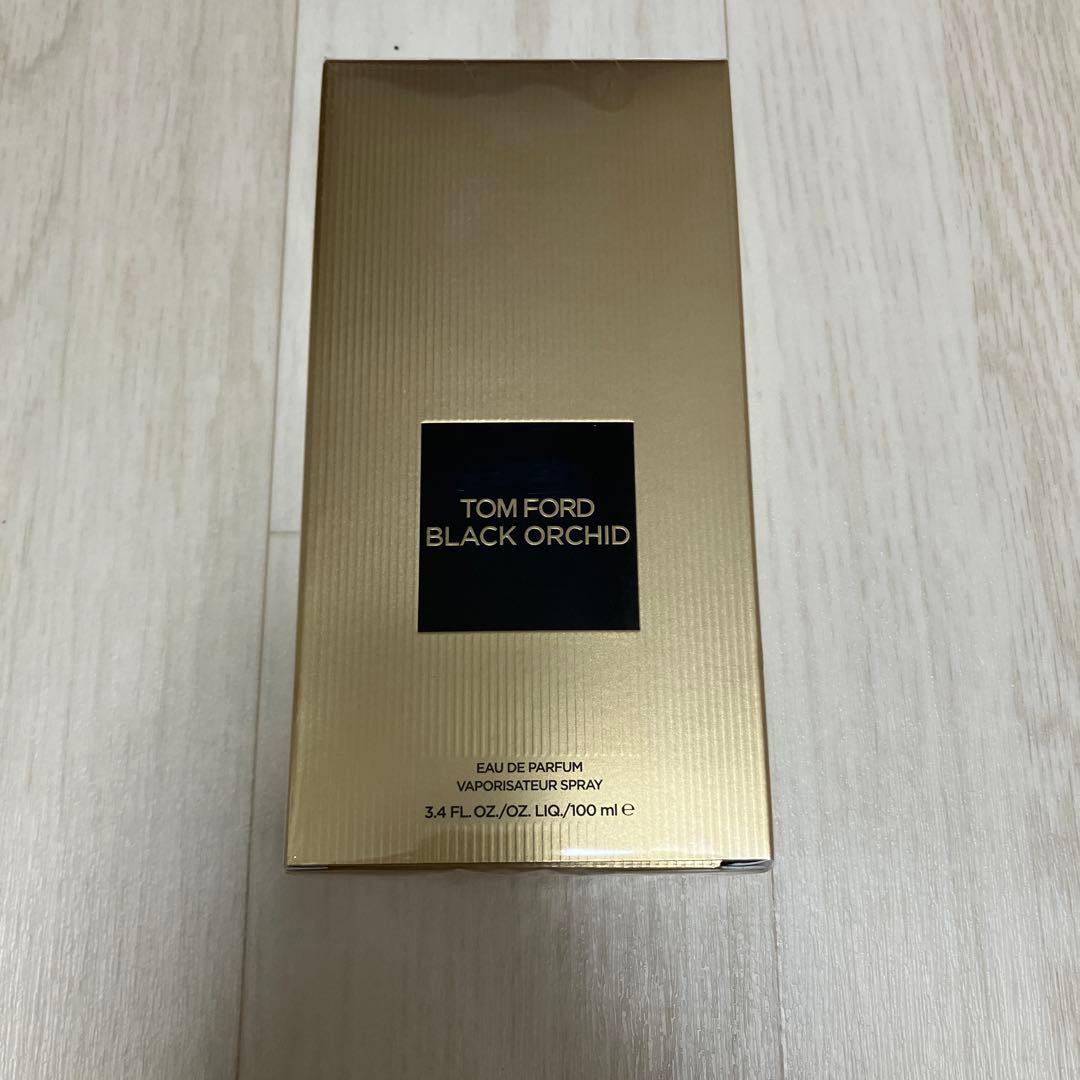 TOM FORD
BLACK ORCHID
EAU DE PARFUM
VAPORISATEUR SPRAY
3.4 FL. OZ./OZ. LIQ./100 ml ℮